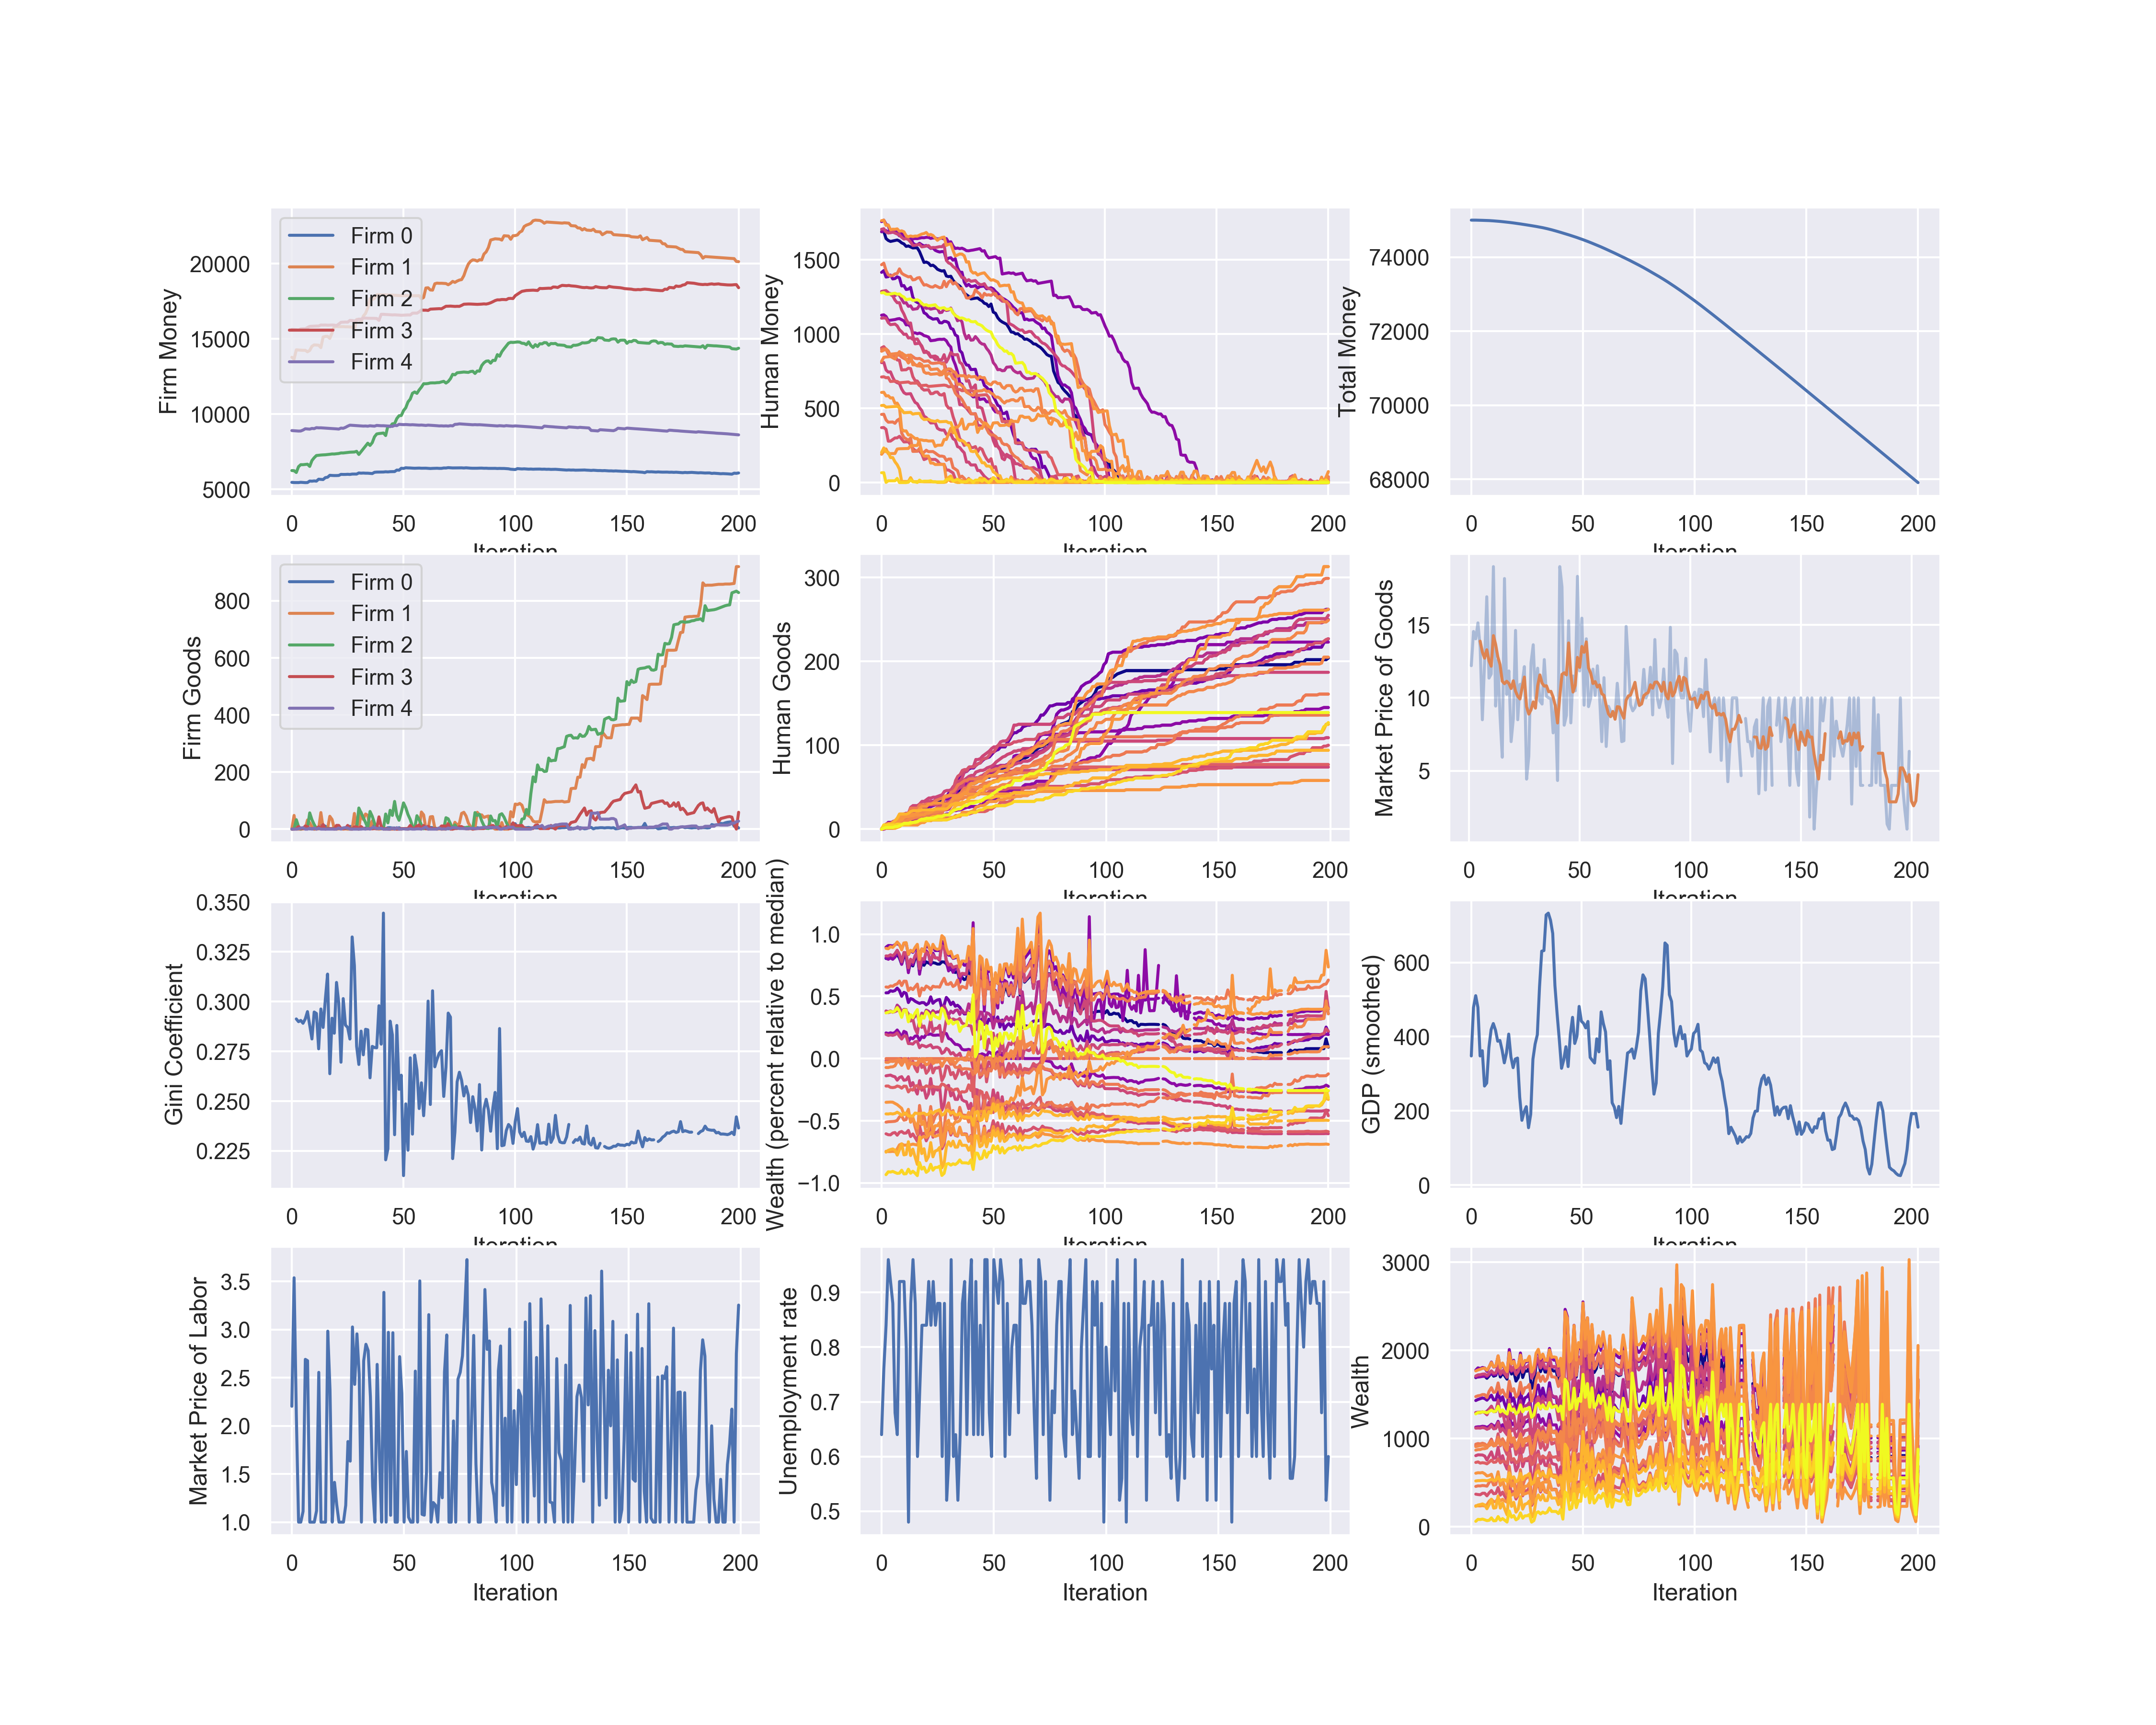 Firm Money
20000
15000
10000
5000
Firm 0
Firm 1
Firm 2
Firm 3
Firm 4
0 50 100 150 200
Iteration
Human Money
1500
1000
500
0
0 50 100 150 200
Iteration
Total Money
74000
72000
70000
68000
0 50 100 150 200
Iteration
Firm Goods
800
600
400
200
0
Firm 0
Firm 1
Firm 2
Firm 3
Firm 4
0 50 100 150 200
Iteration
Human Goods
300
200
100
0
0 50 100 150 200
Iteration
Market Price of Goods
15
10
5
0 50 100 150 200
Iteration
Gini Coefficient
0.350
0.325
0.300
0.275
0.250
0.225
0 50 100 150 200
Iteration
Wealth (percent relative to median)
1.0
0.5
0.0
−0.5
−1.0
0 50 100 150 200
Iteration
GDP (smoothed)
600
400
200
0
0 50 100 150 200
Iteration
Market Price of Labor
3.5
3.0
2.5
2.0
1.5
1.0
0 50 100 150 200
Iteration
Unemployment rate
0.9
0.8
0.7
0.6
0.5
0 50 100 150 200
Iteration
Wealth
3000
2000
1000
0
0 50 100 150 200
Iteration